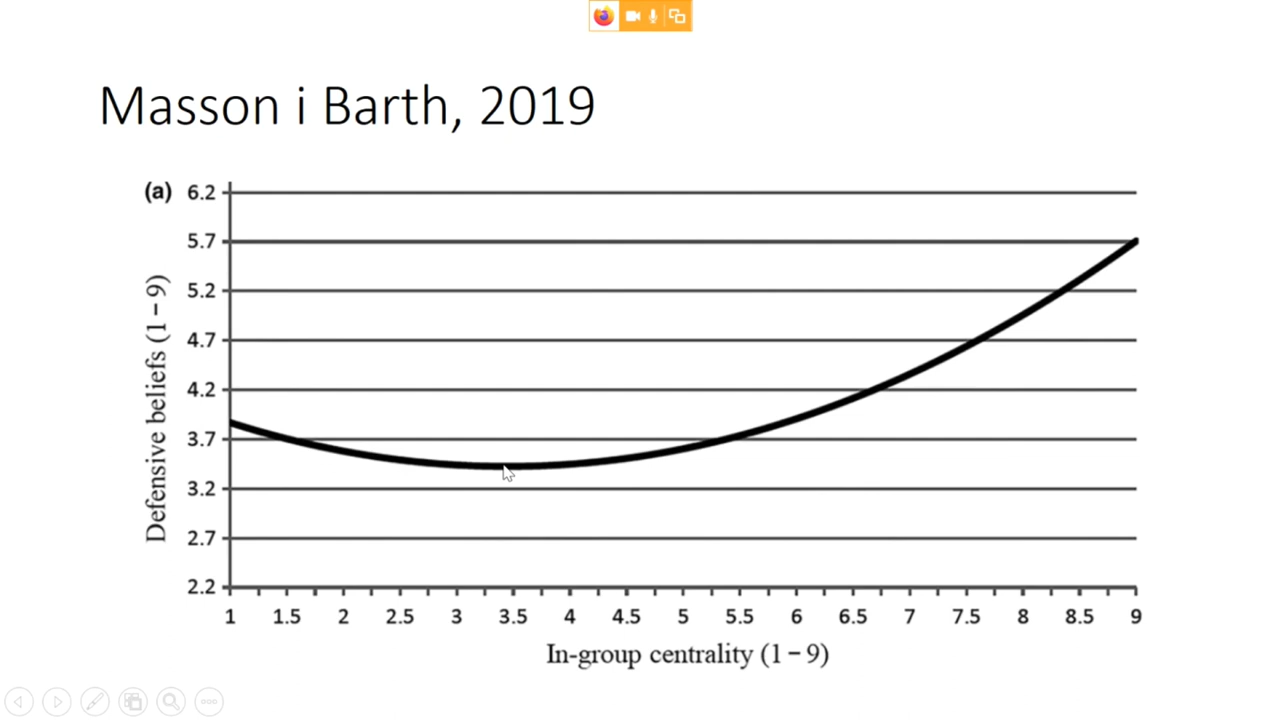 Masson i Barth, 2019
(a)
6.2
5.7
5.2
4.7
4.2
3.7
3.2
2.7
2.2
Defensive beliefs (1 – 9)
1 1.5 2 2.5 3 3.5 4 4.5 5 5.5 6 6.5 7 7.5 8 8.5 9
In-group centrality (1 – 9)